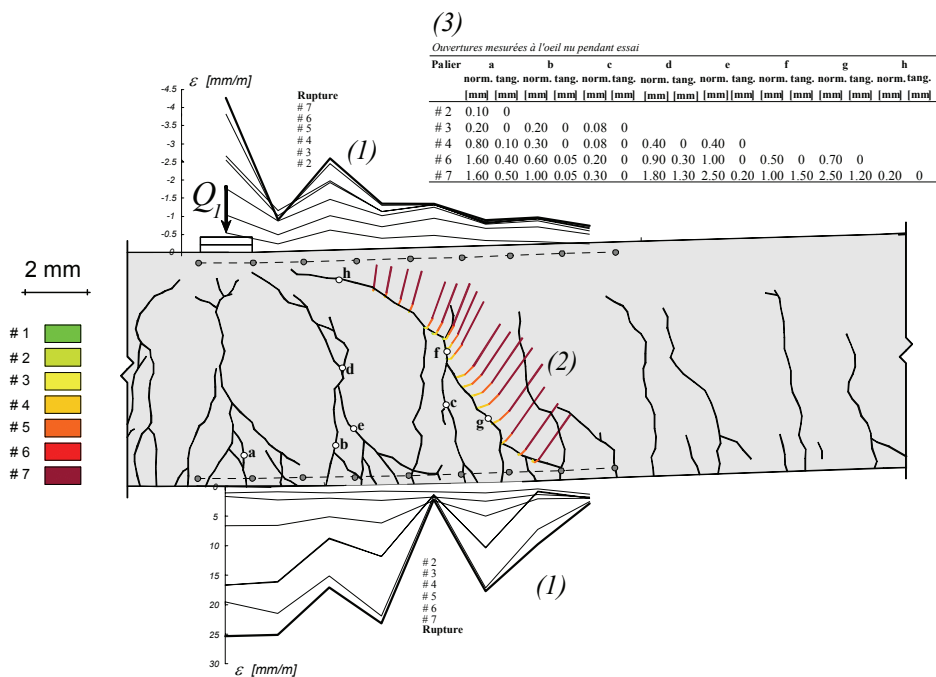 (3)
Ouvertures mesurées à l'oeil nu pendant essai
Palier a b c d e f g h
norm. tang. norm. tang. norm. tang. norm. tang. norm. tang. norm. tang. norm. tang. norm. tang.
[mm] [mm] [mm] [mm] [mm] [mm] [mm] [mm] [mm] [mm] [mm] [mm] [mm] [mm] [mm] [mm]
# 2 0.10 0
# 3 0.20 0 0.20 0 0.08 0
# 4 0.80 0.10 0.30 0 0.08 0 0.40 0 0.40 0
# 6 1.60 0.40 0.60 0.05 0.20 0 0.90 0.30 1.00 0 0.50 0 0.70 0
# 7 1.60 0.50 1.00 0.05 0.30 0 1.80 1.30 2.50 0.20 1.00 1.50 2.50 1.20 0.20 0
ε [mm/m]
-4.5
-4.0
-3.5
-3.0
-2.5
-2.0
-1.5
-1.0
-0.5
0
Rupture
# 7
# 6
# 5
# 4
# 3
# 2
(1)
Q1
2 mm
# 1
# 2
# 3
# 4
# 5
# 6
# 7
h
f
d
(2)
c
g
e
b
a
0
5
10
15
20
25
30
# 2
# 3
# 4
# 5
# 6
# 7
Rupture
(1)
ε [mm/m]